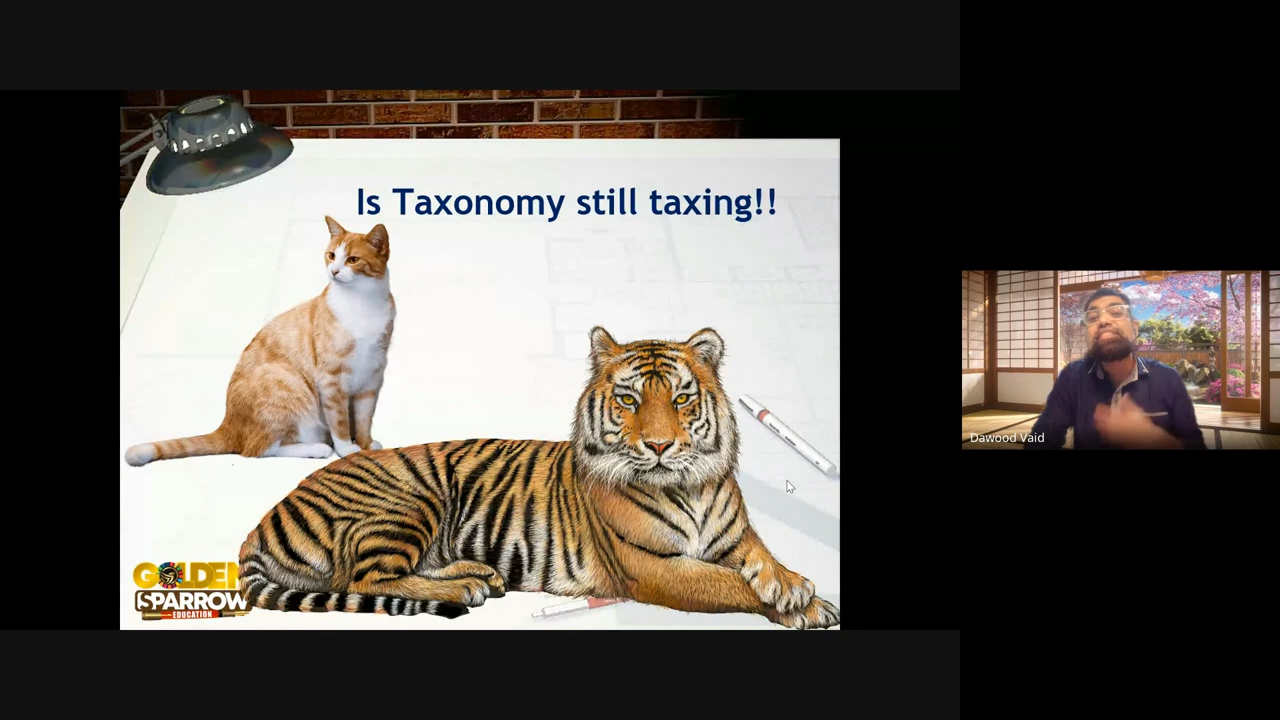 Is Taxonomy still taxing!!
GOLDEN
SPARROW
EDUCATION
Dawood Vaid